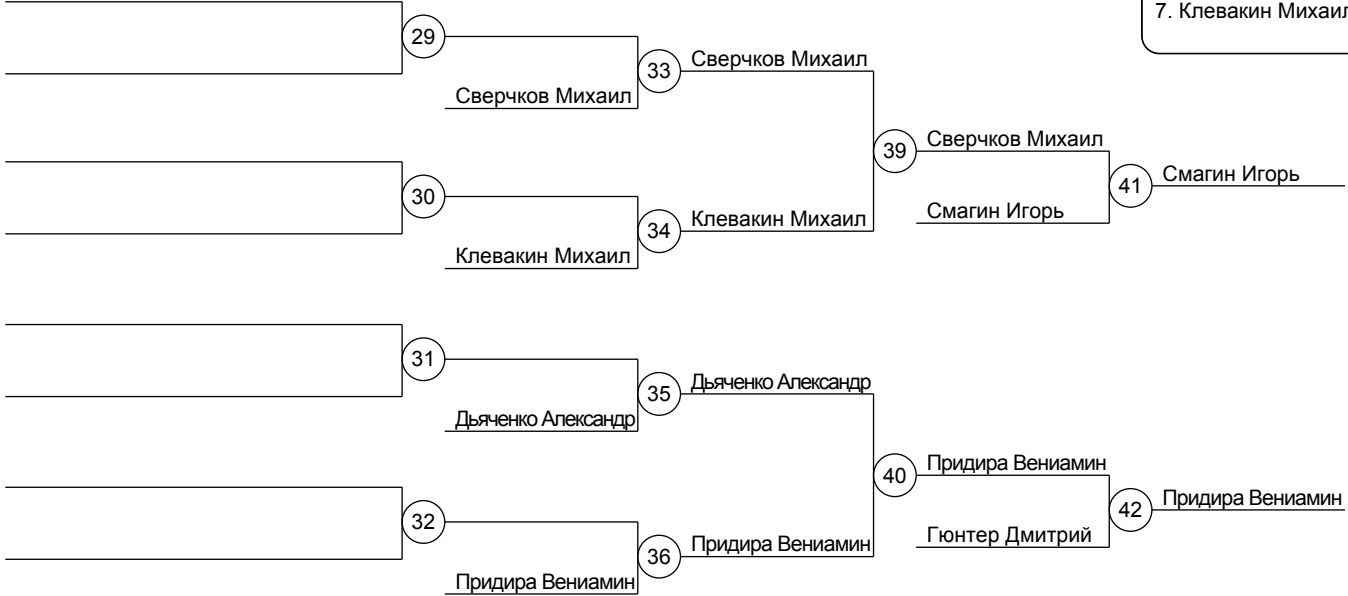 7. Клевакин Михаил
29
Сверчков Михаил
33
Сверчков Михаил
30
Клевакин Михаил
34
Клевакин Михаил
39
Сверчков Михаил
Смагин Игорь
41
Смагин Игорь
31
Дьяченко Александр
35
Дьяченко Александр
32
Придира Вениамин
36
Придира Вениамин
40
Придира Вениамин
Гюнтер Дмитрий
42
Придира Вениамин